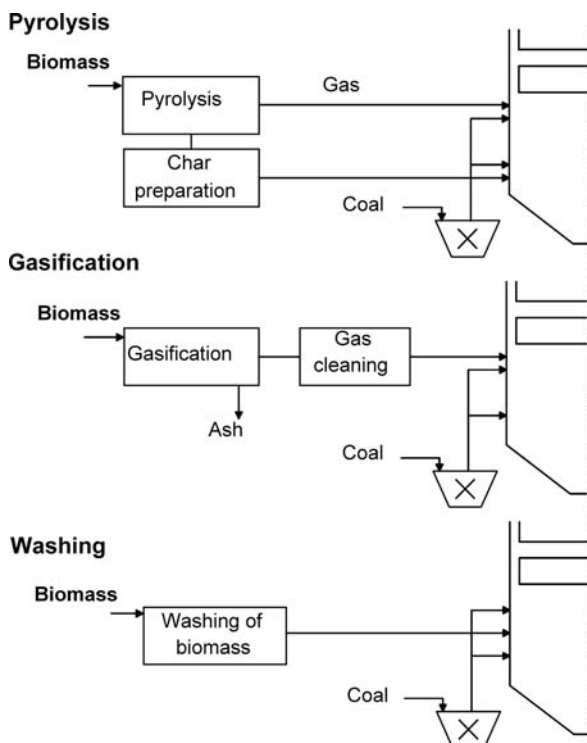 Pyrolysis
Biomass
Pyrolysis
Gas
Char
preparation
Coal
Gasification
Biomass
Gasification
Gas
cleaning
Ash
Coal
Washing
Biomass
Washing of
biomass
Coal